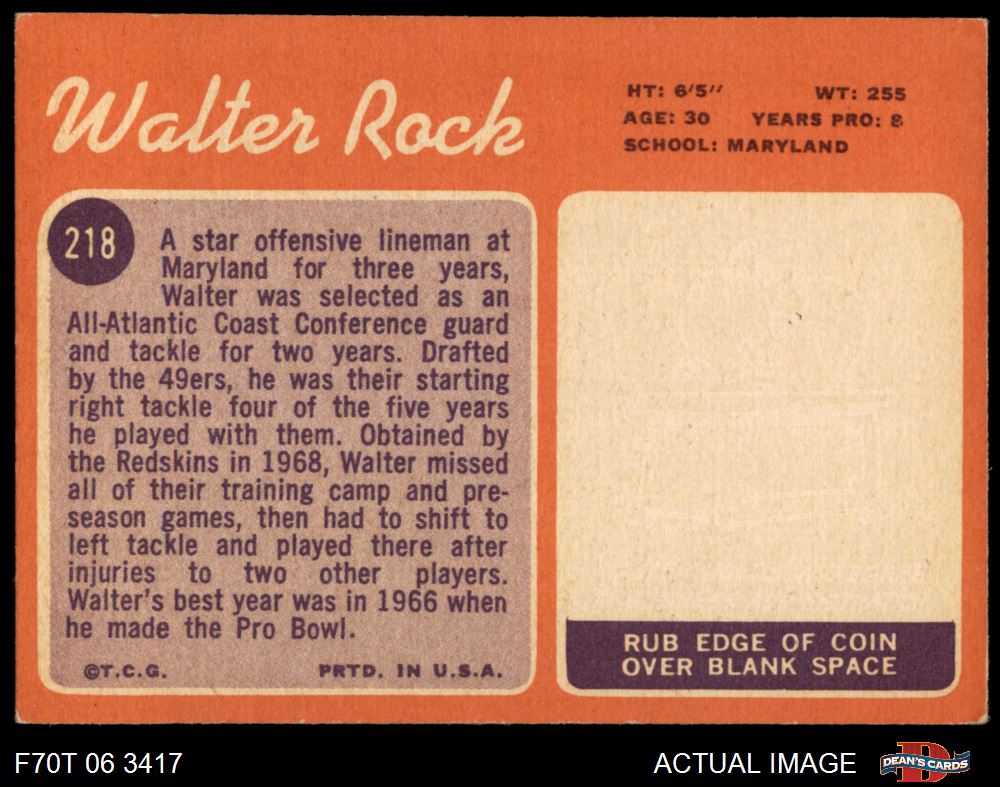 Walter Rock
HT: 6'5" WT: 255
AGE: 30 YEARS PRO: 8
SCHOOL: MARYLAND
218
A star offensive lineman at
Maryland for three years,
Walter was selected as an
All-Atlantic Coast Conference guard
and tackle for two years. Drafted
by the 49ers, he was their starting
right tackle four of the five years
he played with them. Obtained by
the Redskins in 1968, Walter missed
all of their training camp and pre-
season games, then had to shift to
left tackle and played there after
injuries to two other players.
Walter's best year was in 1966 when
he made the Pro Bowl.
©T.C.G. PRTD. IN U.S.A.
RUB EDGE OF COIN
OVER BLANK SPACE
F70T 06 3417
ACTUAL IMAGE
D
DEAN'S CARDS